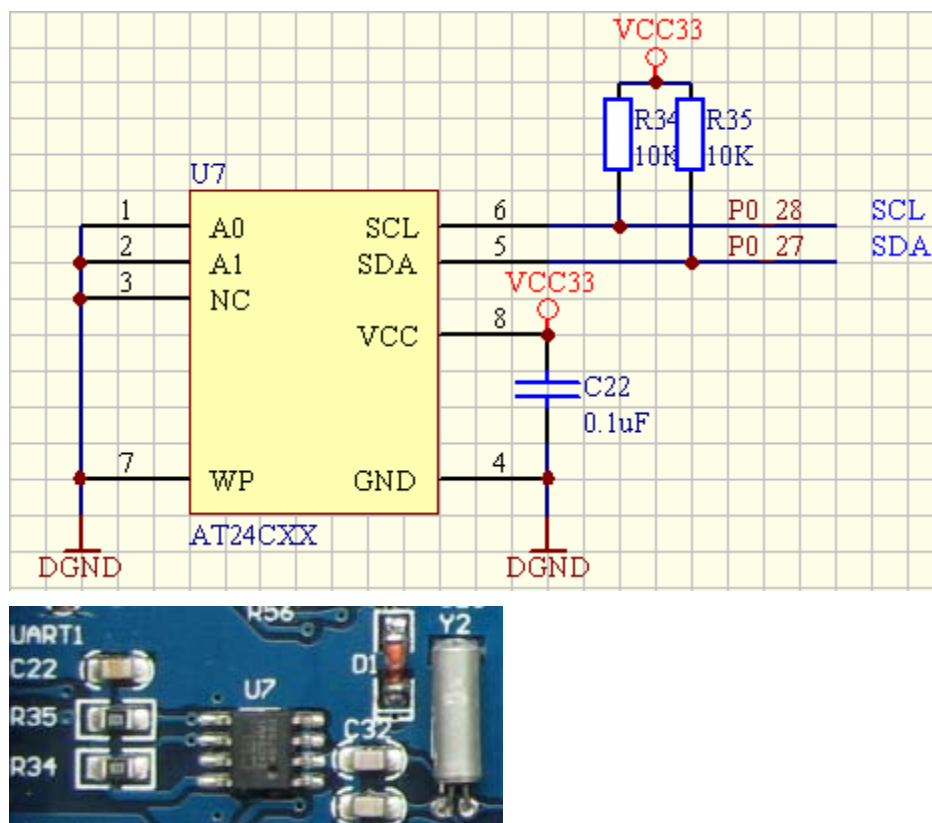 VCC33
R34 R35
10K 10K
U7
1 A0 SCL 6 P0_28 SCL
2 A1 SDA 5 P0_27 SDA
3 NC
VCC33
VCC 8
C22
0.1uF
7 WP GND 4
AT24CXX
DGND DGND
R56
UART1
Y2
C22
D1
U7
R35
C32
R34